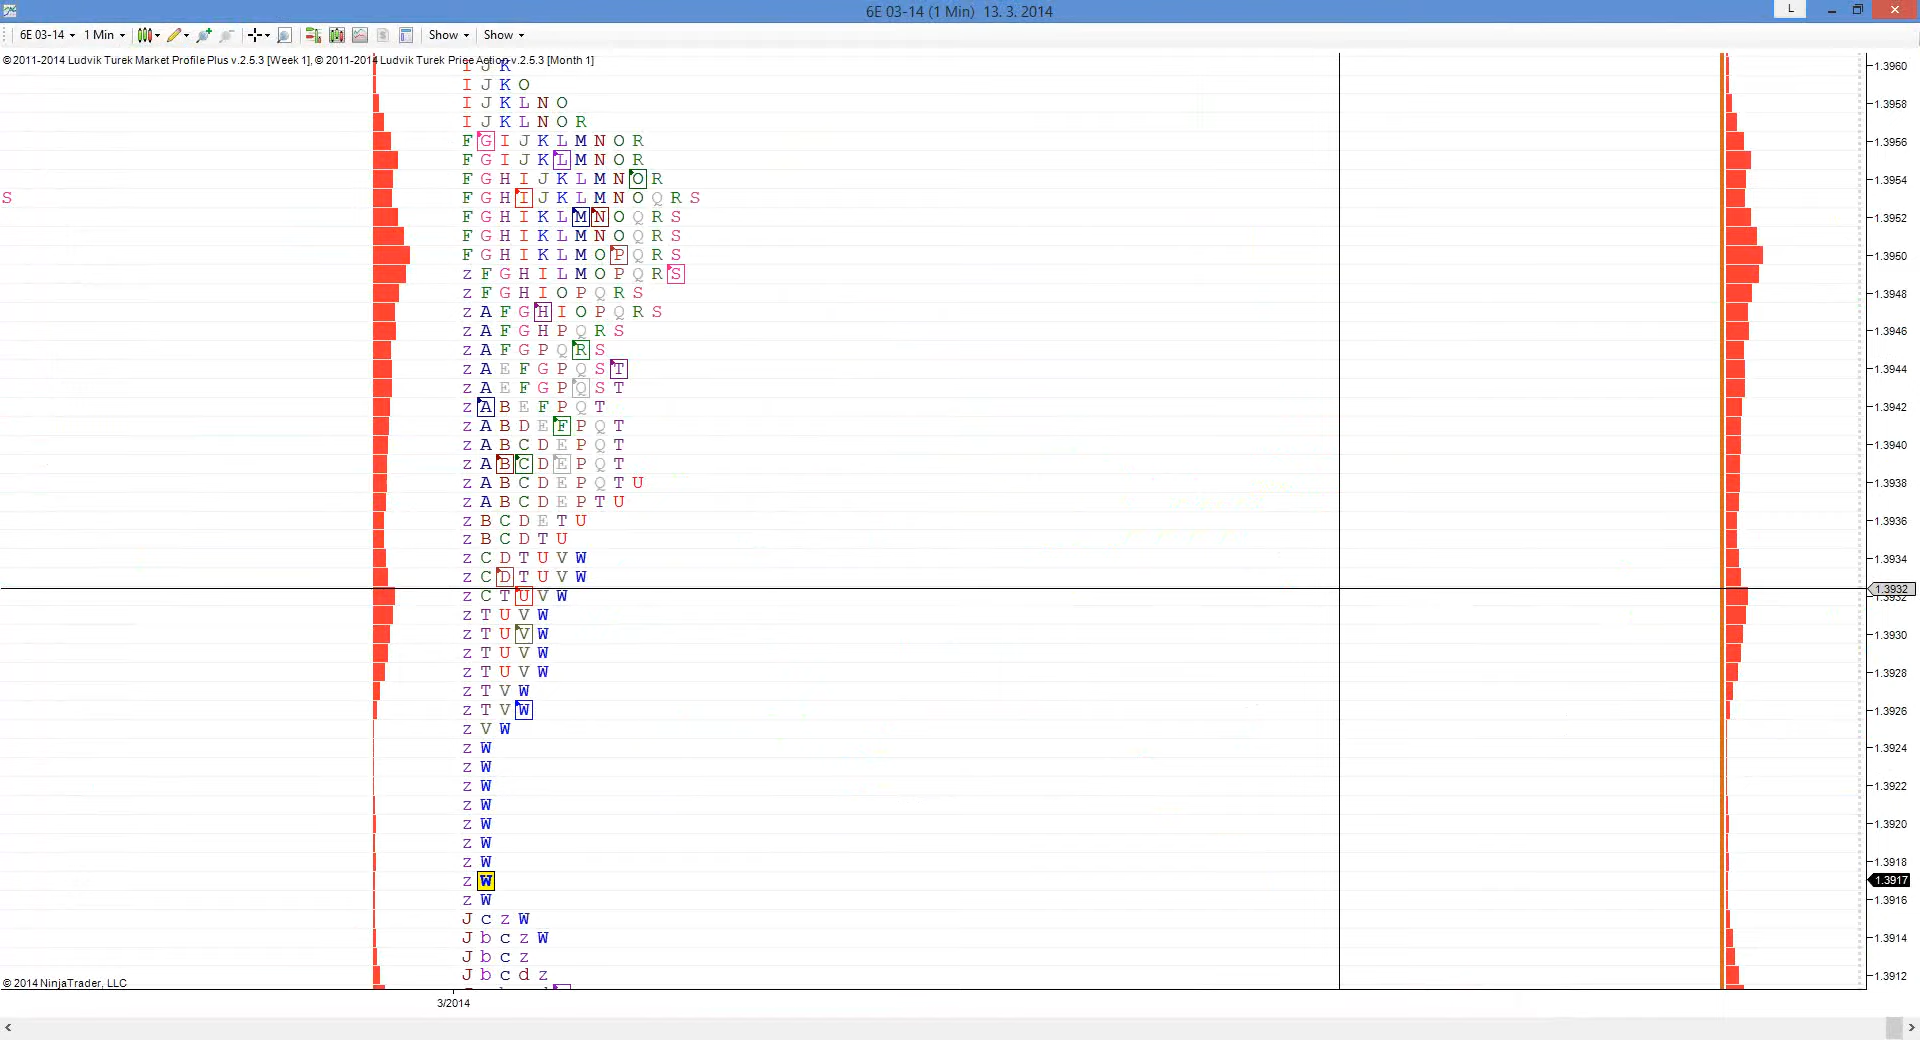 6E 03-14 (1 Min) 13. 3. 2014
L
6E 03-14 1 Min Show Show
© 2011-2014 Ludvik Turek Market Profile Plus v.2.5.3 [Week 1], © 2011-2014 Ludvik Turek Price Action v.2.5.3 [Month 1]
I J K 1.3960
I J K O
I J K L N O 1.3958
I J K L N O R
F G I J K L M N O R 1.3956
F G I J K L M N O R
F G H I J K L M N O R 1.3954
S F G H I J K L M N O Q R S
F G H I K L M N O Q R S 1.3952
F G H I K L M N O Q R S
F G H I K L M O P Q R S 1.3950
z F G H I L M O P Q R S
z F G H I O P Q R S 1.3948
z A F G H I O P Q R S
z A F G H P Q R S 1.3946
z A F G P Q R S
z A E F G P Q S T 1.3944
z A E F G P Q S T
z A B E F P Q T 1.3942
z A B D E F P Q T
z A B C D E P Q T 1.3940
z A B C D E P Q T
z A B C D E P Q T U 1.3938
z A B C D E P T U
z B C D E T U 1.3936
z B C D T U
z C D T U V W 1.3934
z C D T U V W
1.3932
z C T U V W 1.3932
z T U V W
z T U V W 1.3930
z T U V W
z T U V W 1.3928
z T V W
z T V W 1.3926
z V W
z W 1.3924
z W
z W 1.3922
z W
z W 1.3920
z W
z W 1.3918
z W 1.3917
z W 1.3916
J c z W
J b c z W 1.3914
J b c z
J b c d z 1.3912
© 2014 NinjaTrader, LLC
3/2014